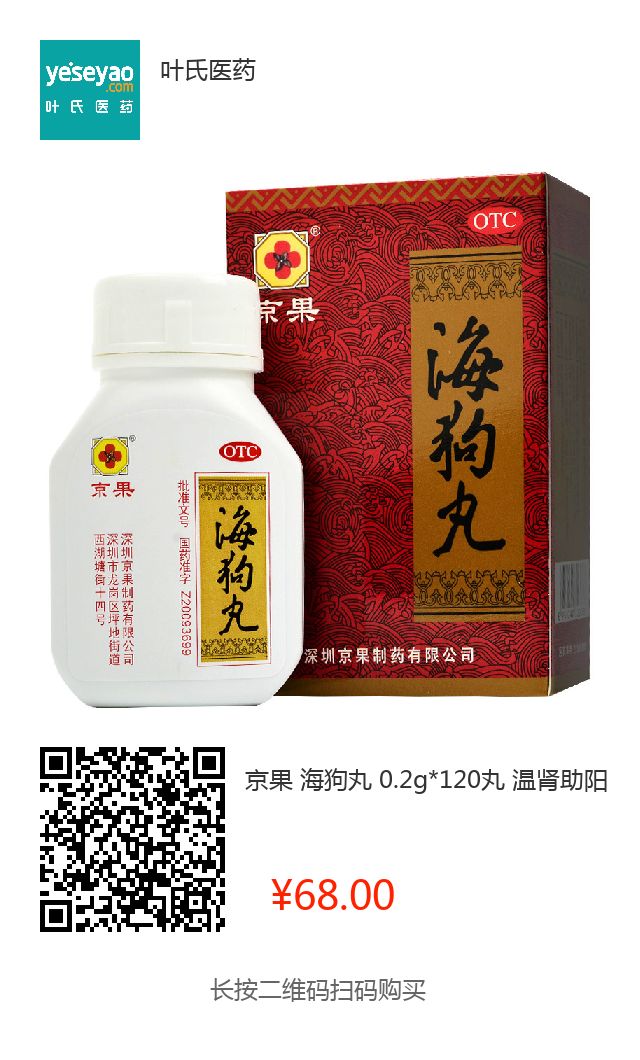 yeseyao
.com
叶氏医药
叶氏医药
OTC
京果
海狗丸
深圳京果制药有限公司
京果
OTC
批准文号 国药准字 Z20093699
海狗丸
深圳京果制药有限公司
深圳市龙岗区坪地街道
西湖塘街十四号
京果 海狗丸 0.2g*120丸 温肾助阳
¥68.00
长按二维码扫码购买